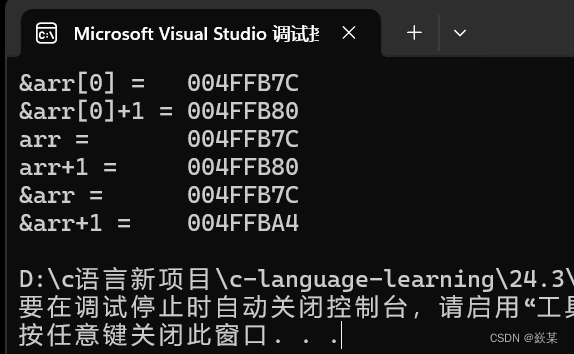 Microsoft Visual Studio 调试控
&arr[0] = 004FFB7C
&arr[0]+1 = 004FFB80
arr = 004FFB7C
arr+1 = 004FFB80
&arr = 004FFB7C
&arr+1 = 004FFBA4
D:\c语言新项目\c-language-learning\24.3\
要在调试停止时自动关闭控制台，请启用“工具
按任意键关闭此窗口. . .
CSDN @嶔某